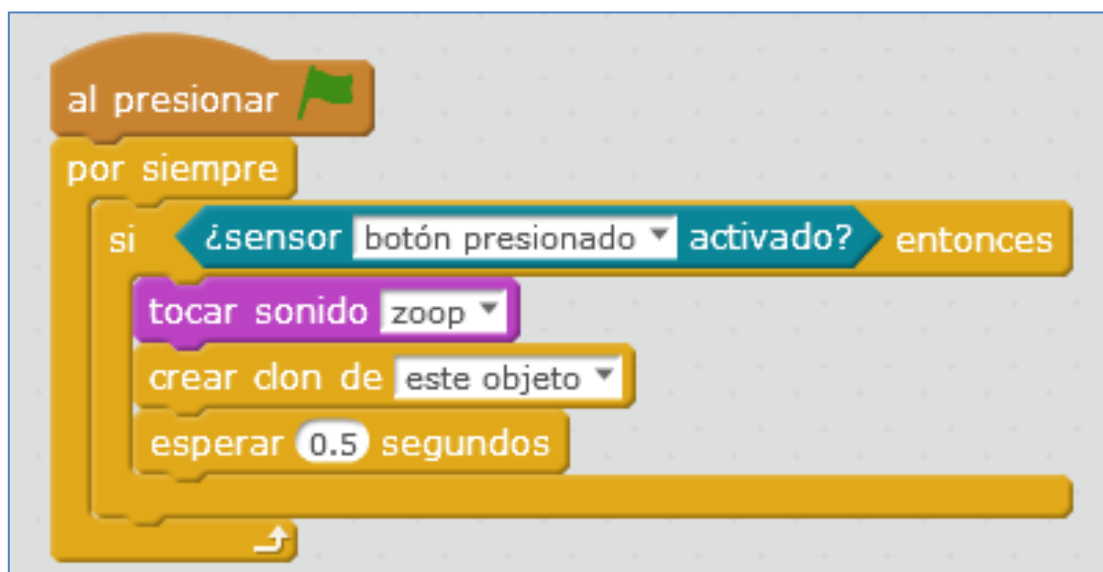 al presionar
por siempre
si ¿sensor botón presionado activado? entonces
tocar sonido zoop
crear clon de este objeto
esperar 0.5 segundos